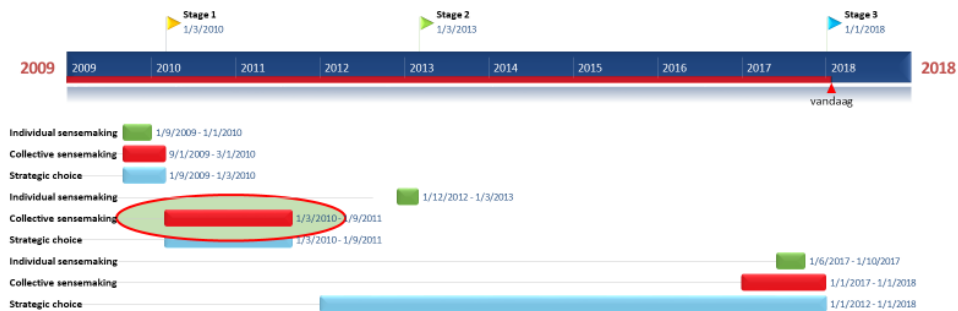 Stage 1
1/3/2010
Stage 2
1/3/2013
Stage 3
1/1/2018
2009 2009 2010 2011 2012 2013 2014 2015 2016 2017 2018 2018
vandaag
Individual sensemaking 1/9/2009 - 1/1/2010
Collective sensemaking 9/1/2009 - 3/1/2010
Strategic choice 1/9/2009 - 1/3/2010
Individual sensemaking 1/12/2012 - 1/3/2013
Collective sensemaking 1/3/2010 - 1/9/2011
Strategic choice 1/3/2010 - 1/9/2011
Individual sensemaking 1/6/2017 - 1/10/2017
Collective sensemaking 1/1/2017 - 1/1/2018
Strategic choice 1/1/2012 - 1/1/2018